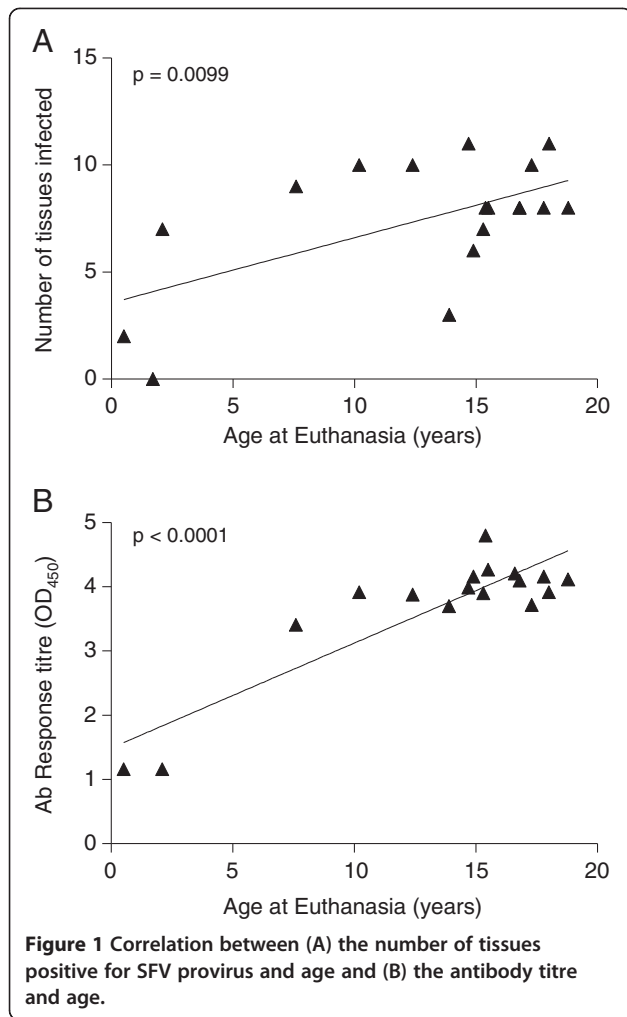 A
15
p = 0.0099
10
5
0
Number of tissues infected
0 5 10 15 20
Age at Euthanasia (years)
B
5
p < 0.0001
4
3
2
1
0
Ab Response titre (OD450)
0 5 10 15 20
Age at Euthanasia (years)
Figure 1 Correlation between (A) the number of tissues
positive for SFV provirus and age and (B) the antibody titre
and age.